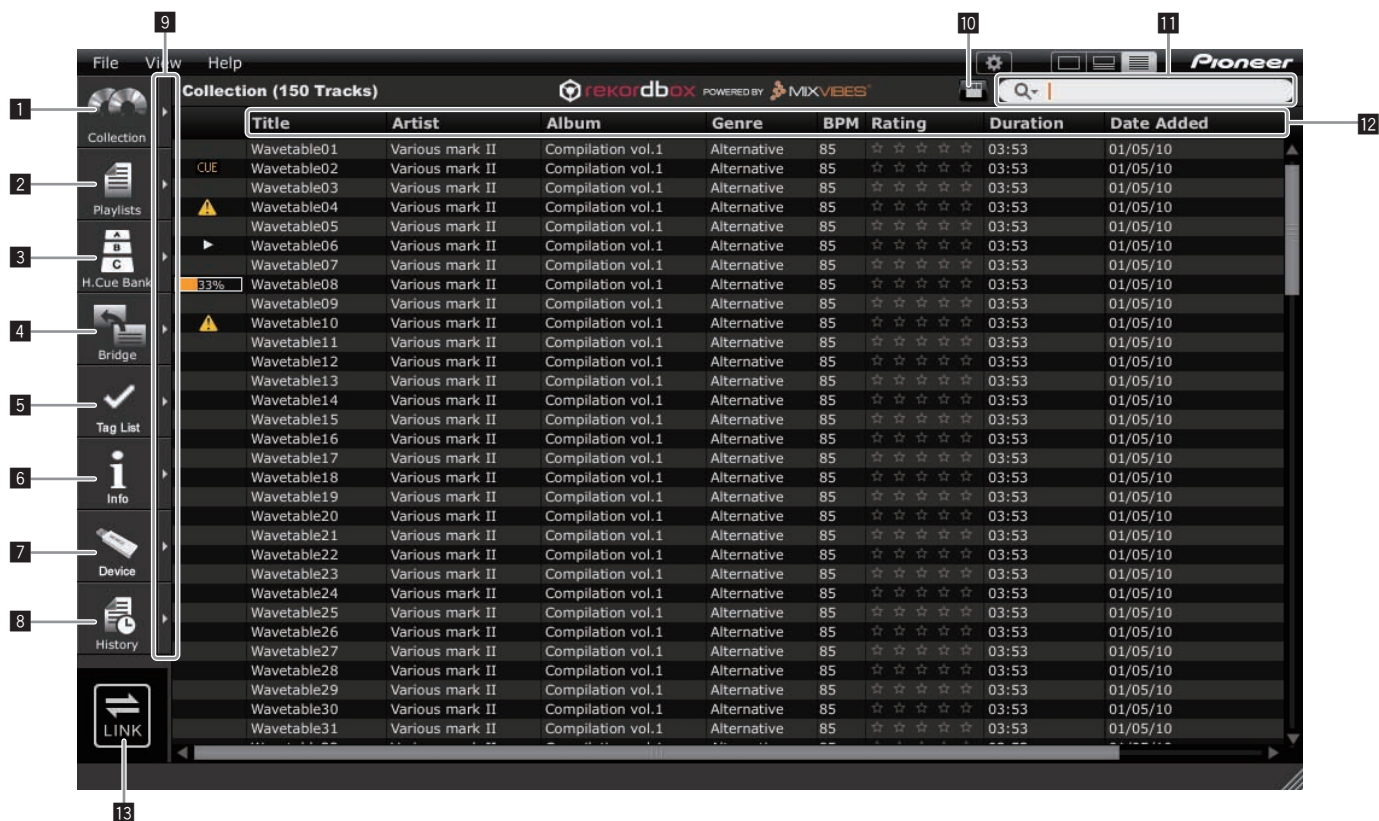 9 10 11
File View Help Pioneer
1 Collection Collection (150 Tracks) rekordbox POWERED BY MIXVIBES
Title Artist Album Genre BPM Rating Duration Date Added 12
Wavetable01 Various mark II Compilation vol.1 Alternative 85 ☆ ☆ ☆ ☆ ☆ 03:53 01/05/10
CUE Wavetable02 Various mark II Compilation vol.1 Alternative 85 ☆ ☆ ☆ ☆ ☆ 03:53 01/05/10
Wavetable03 Various mark II Compilation vol.1 Alternative 85 ☆ ☆ ☆ ☆ ☆ 03:53 01/05/10
2 Playlists Wavetable04 Various mark II Compilation vol.1 Alternative 85 ☆ ☆ ☆ ☆ ☆ 03:53 01/05/10
Wavetable05 Various mark II Compilation vol.1 Alternative 85 ☆ ☆ ☆ ☆ ☆ 03:53 01/05/10
A
B
C
3 H.Cue Bank Wavetable06 Various mark II Compilation vol.1 Alternative 85 ☆ ☆ ☆ ☆ ☆ 03:53 01/05/10
Wavetable07 Various mark II Compilation vol.1 Alternative 85 ☆ ☆ ☆ ☆ ☆ 03:53 01/05/10
33% Wavetable08 Various mark II Compilation vol.1 Alternative 85 ☆ ☆ ☆ ☆ ☆ 03:53 01/05/10
Wavetable09 Various mark II Compilation vol.1 Alternative 85 ☆ ☆ ☆ ☆ ☆ 03:53 01/05/10
4 Bridge Wavetable10 Various mark II Compilation vol.1 Alternative 85 ☆ ☆ ☆ ☆ ☆ 03:53 01/05/10
Wavetable11 Various mark II Compilation vol.1 Alternative 85 ☆ ☆ ☆ ☆ ☆ 03:53 01/05/10
Wavetable12 Various mark II Compilation vol.1 Alternative 85 ☆ ☆ ☆ ☆ ☆ 03:53 01/05/10
Wavetable13 Various mark II Compilation vol.1 Alternative 85 ☆ ☆ ☆ ☆ ☆ 03:53 01/05/10
5 Tag List Wavetable14 Various mark II Compilation vol.1 Alternative 85 ☆ ☆ ☆ ☆ ☆ 03:53 01/05/10
Wavetable15 Various mark II Compilation vol.1 Alternative 85 ☆ ☆ ☆ ☆ ☆ 03:53 01/05/10
Wavetable16 Various mark II Compilation vol.1 Alternative 85 ☆ ☆ ☆ ☆ ☆ 03:53 01/05/10
Wavetable17 Various mark II Compilation vol.1 Alternative 85 ☆ ☆ ☆ ☆ ☆ 03:53 01/05/10
6 Info Wavetable18 Various mark II Compilation vol.1 Alternative 85 ☆ ☆ ☆ ☆ ☆ 03:53 01/05/10
Wavetable19 Various mark II Compilation vol.1 Alternative 85 ☆ ☆ ☆ ☆ ☆ 03:53 01/05/10
Wavetable20 Various mark II Compilation vol.1 Alternative 85 ☆ ☆ ☆ ☆ ☆ 03:53 01/05/10
Wavetable21 Various mark II Compilation vol.1 Alternative 85 ☆ ☆ ☆ ☆ ☆ 03:53 01/05/10
7 Device Wavetable22 Various mark II Compilation vol.1 Alternative 85 ☆ ☆ ☆ ☆ ☆ 03:53 01/05/10
Wavetable23 Various mark II Compilation vol.1 Alternative 85 ☆ ☆ ☆ ☆ ☆ 03:53 01/05/10
Wavetable24 Various mark II Compilation vol.1 Alternative 85 ☆ ☆ ☆ ☆ ☆ 03:53 01/05/10
Wavetable25 Various mark II Compilation vol.1 Alternative 85 ☆ ☆ ☆ ☆ ☆ 03:53 01/05/10
8 History Wavetable26 Various mark II Compilation vol.1 Alternative 85 ☆ ☆ ☆ ☆ ☆ 03:53 01/05/10
Wavetable27 Various mark II Compilation vol.1 Alternative 85 ☆ ☆ ☆ ☆ ☆ 03:53 01/05/10
Wavetable28 Various mark II Compilation vol.1 Alternative 85 ☆ ☆ ☆ ☆ ☆ 03:53 01/05/10
Wavetable29 Various mark II Compilation vol.1 Alternative 85 ☆ ☆ ☆ ☆ ☆ 03:53 01/05/10
Wavetable30 Various mark II Compilation vol.1 Alternative 85 ☆ ☆ ☆ ☆ ☆ 03:53 01/05/10
LINK Wavetable31 Various mark II Compilation vol.1 Alternative 85 ☆ ☆ ☆ ☆ ☆ 03:53 01/05/10
13